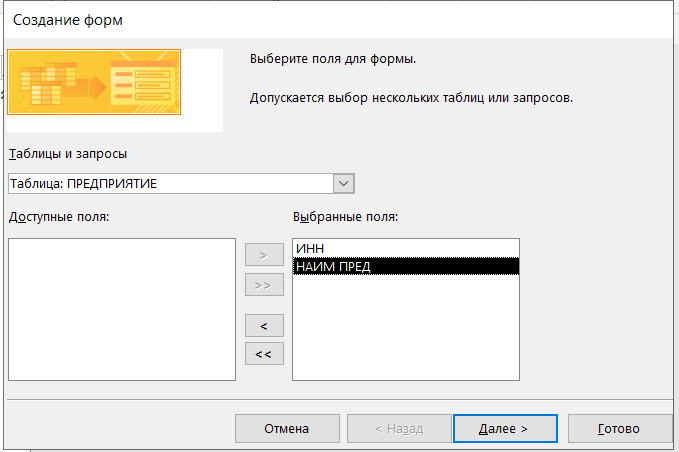 Создание форм
Выберите поля для формы.
Допускается выбор нескольких таблиц или запросов.
Таблицы и запросы
Таблица: ПРЕДПРИЯТИЕ
Доступные поля:
Выбранные поля:
ИНН
НАИМ ПРЕД
>
>>
<
<<
Отмена
< Назад
Далее >
Готово